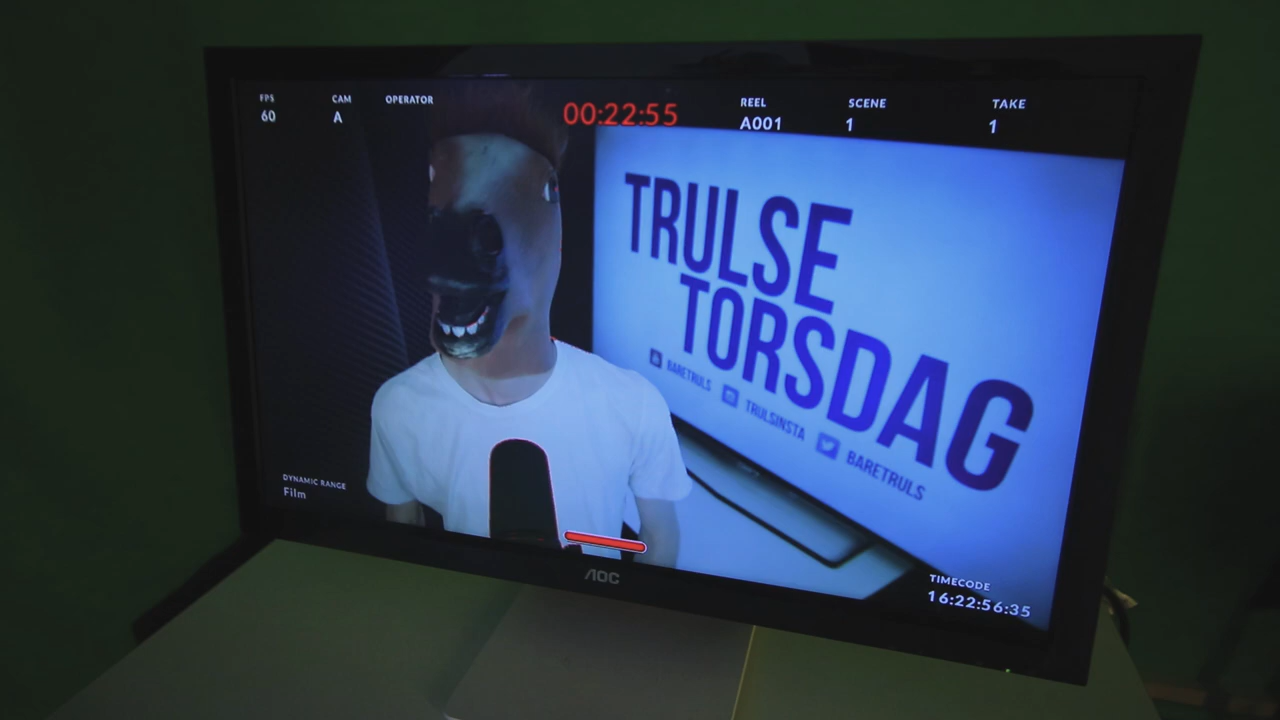 FPS
60
CAM
A
OPERATOR
00:22:55
REEL
A001
SCENE
1
TAKE
1
TRULSE
TORSDAG
BARETRULS
TRULSINSTA
BARETRULS
DYNAMIC RANGE
Film
TIMECODE
16:22:56:35
AOC